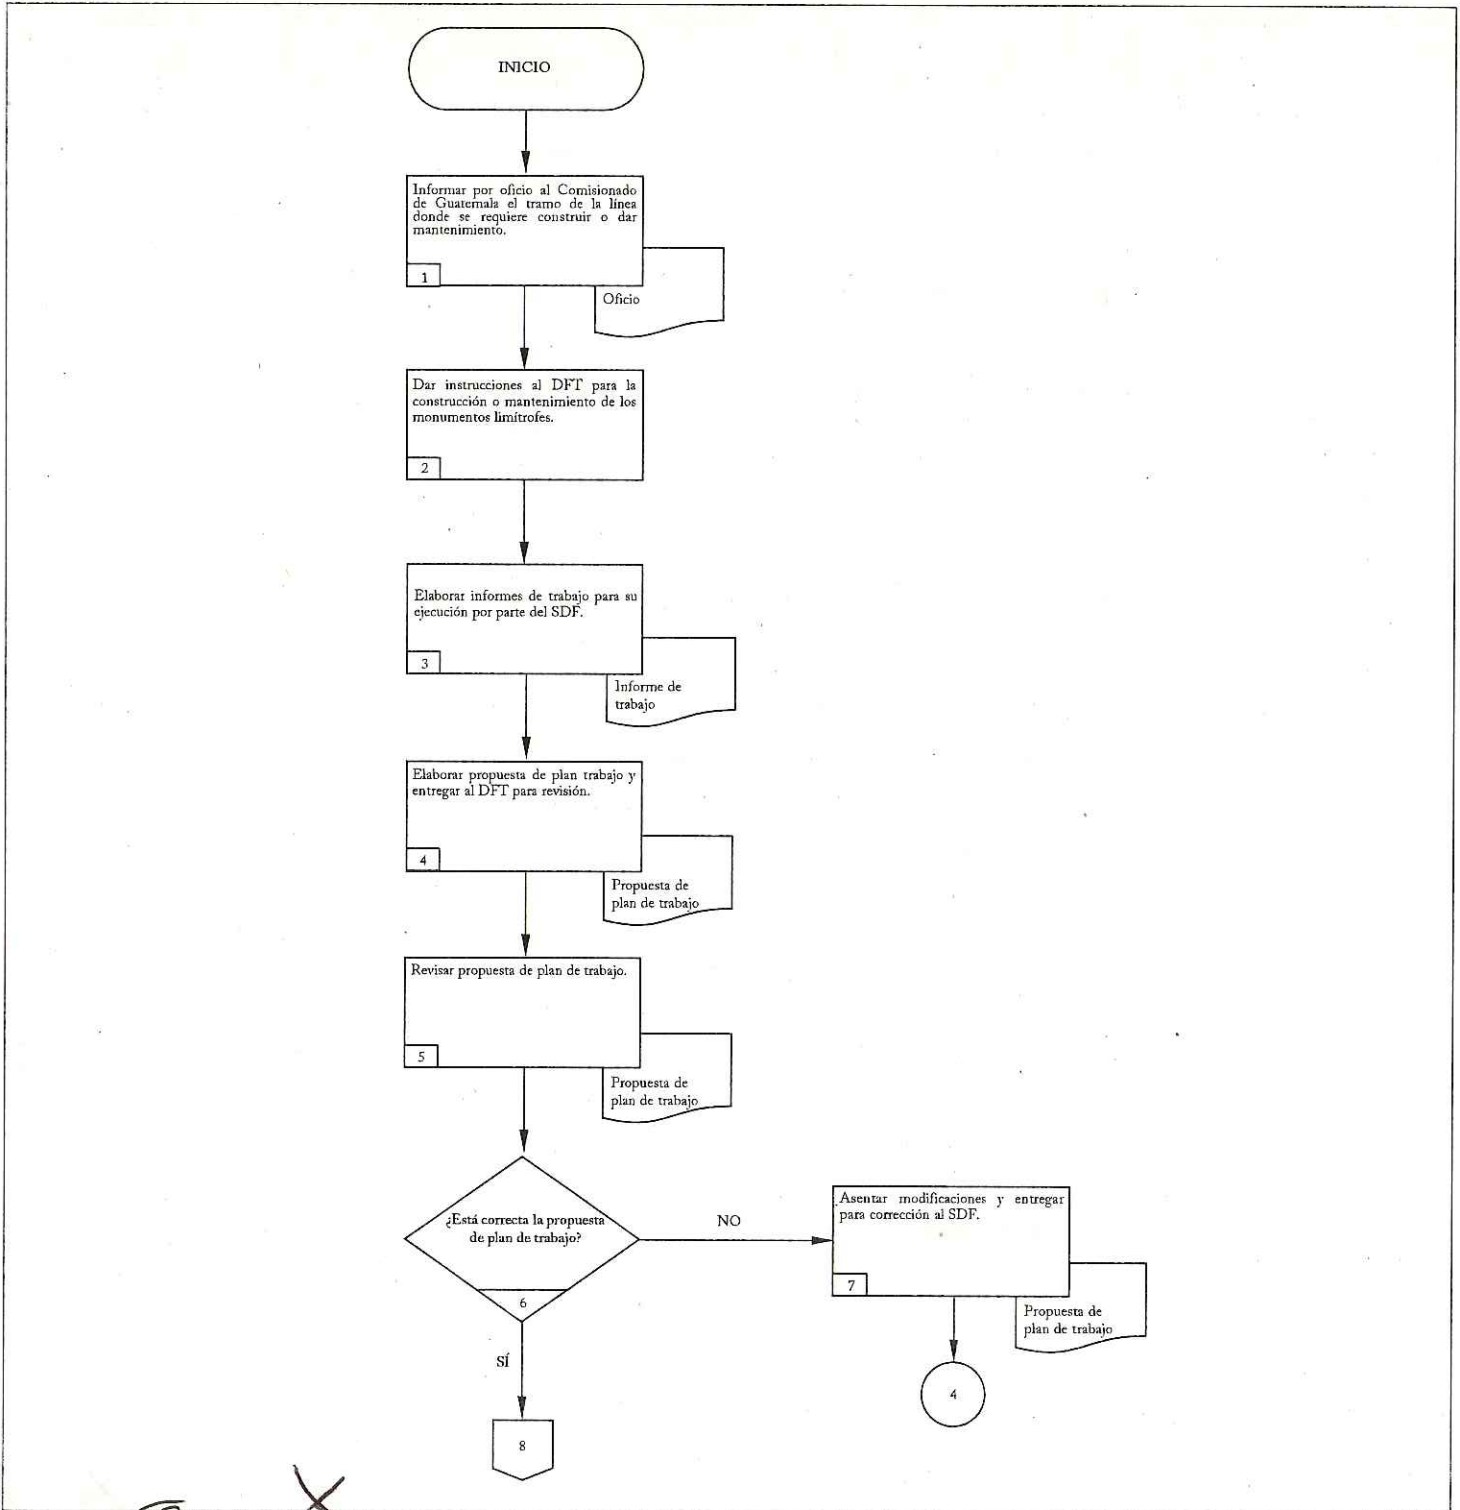 INICIO
Informar por oficio al Comisionado
de Guatemala el tramo de la línea
donde se requiere construir o dar
mantenimiento.
1
Oficio
Dar instrucciones al DFT para la
construcción o mantenimiento de los
monumentos limítrofes.
2
Elaborar informes de trabajo para su
ejecución por parte del SDF.
3
Informe de
trabajo
Elaborar propuesta de plan trabajo y
entregar al DFT para revisión.
4
Propuesta de
plan de trabajo
Revisar propuesta de plan de trabajo.
5
Propuesta de
plan de trabajo
¿Está correcta la propuesta
de plan de trabajo?
6
NO
Asentar modificaciones y entregar
para corrección al SDF.
7
Propuesta de
plan de trabajo
4
SÍ
8